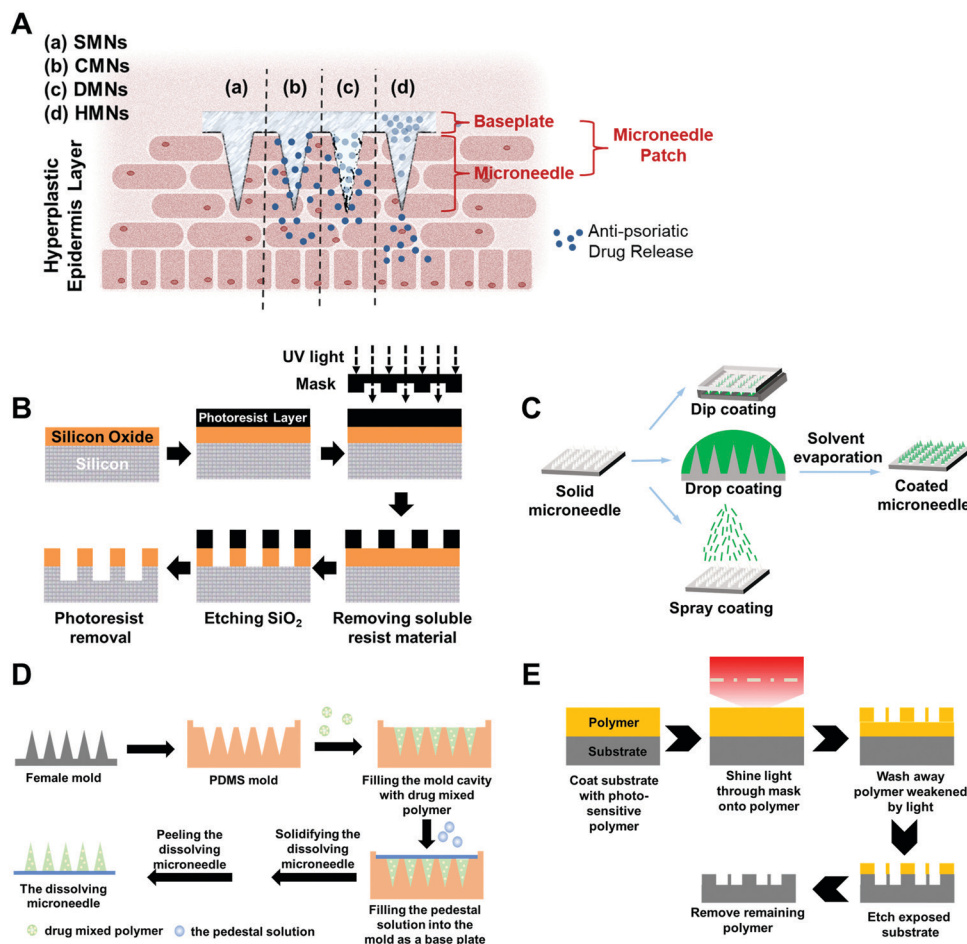 A
(a) SMNs
(b) CMNs
(c) DMNs
(d) HMNs
(a)
(b)
(c)
(d)
Hyperplastic
Epidermis Layer
Baseplate
Microneedle
Microneedle
Patch
Anti-psoriatic
Drug Release
B
UV light
Mask
Silicon Oxide
Silicon
Photoresist Layer
Photoresist
removal
Etching SiO₂
Removing soluble
resist material
C
Solid
microneedle
Dip coating
Drop coating
Spray coating
Solvent
evaporation
Coated
microneedle
D
Female mold
PDMS mold
Filling the mold cavity
with drug mixed
polymer
Filling the pedestal
solution into the
mold as a base plate
Solidifying the
dissolving
microneedle
Peeling the
dissolving
microneedle
The dissolving
microneedle
drug mixed polymer
the pedestal solution
E
Polymer
Substrate
Coat substrate
with photo-
sensitive
polymer
Shine light
through mask
onto polymer
Wash away
polymer weakened
by light
Etch exposed
substrate
Remove remaining
polymer